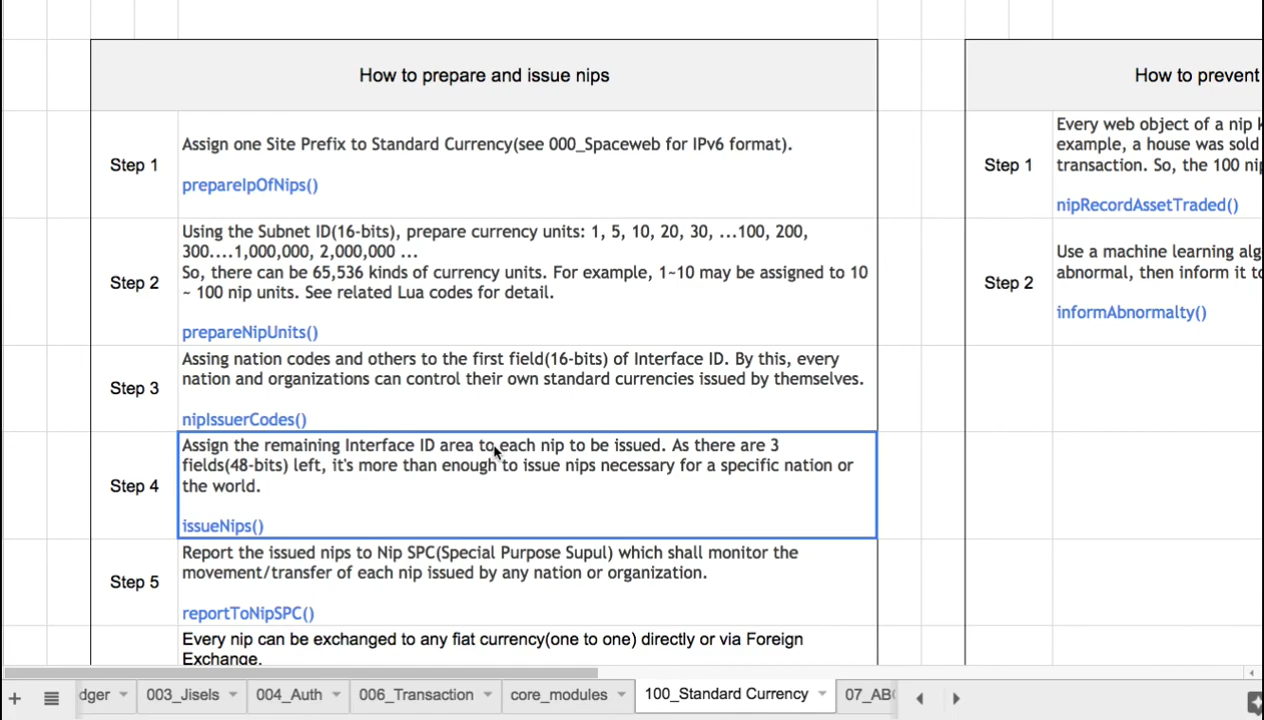 How to prepare and issue nips
Step 1
Assign one Site Prefix to Standard Currency(see 000_Spaceweb for IPv6 format).
prepareIpOfNips()
Step 2
Using the Subnet ID(16-bits), prepare currency units: 1, 5, 10, 20, 30, ...100, 200,
300....1,000,000, 2,000,000 ...
So, there can be 65,536 kinds of currency units. For example, 1~10 may be assigned to 10
~ 100 nip units. See related Lua codes for detail.
prepareNipUnits()
Step 3
Assing nation codes and others to the first field(16-bits) of Interface ID. By this, every
nation and organizations can control their own standard currencies issued by themselves.
nipIssuerCodes()
Step 4
Assign the remaining Interface ID area to each nip to be issued. As there are 3
fields(48-bits) left, it's more than enough to issue nips necessary for a specific nation or
the world.
issueNips()
Step 5
Report the issued nips to Nip SPC(Special Purpose Supul) which shall monitor the
movement/transfer of each nip issued by any nation or organization.
reportToNipSPC()
Every nip can be exchanged to any fiat currency(one to one) directly or via Foreign
Exchange.
How to prevent
Step 1
Every web object of a nip
example, a house was sold
transaction. So, the 100
nipRecordAssetTraded()
Step 2
Use a machine learning
abnormal, then inform it
informAbnormalty()
+ dger 003_Jisels 004_Auth 006_Transaction core_modules 100_Standard Currency